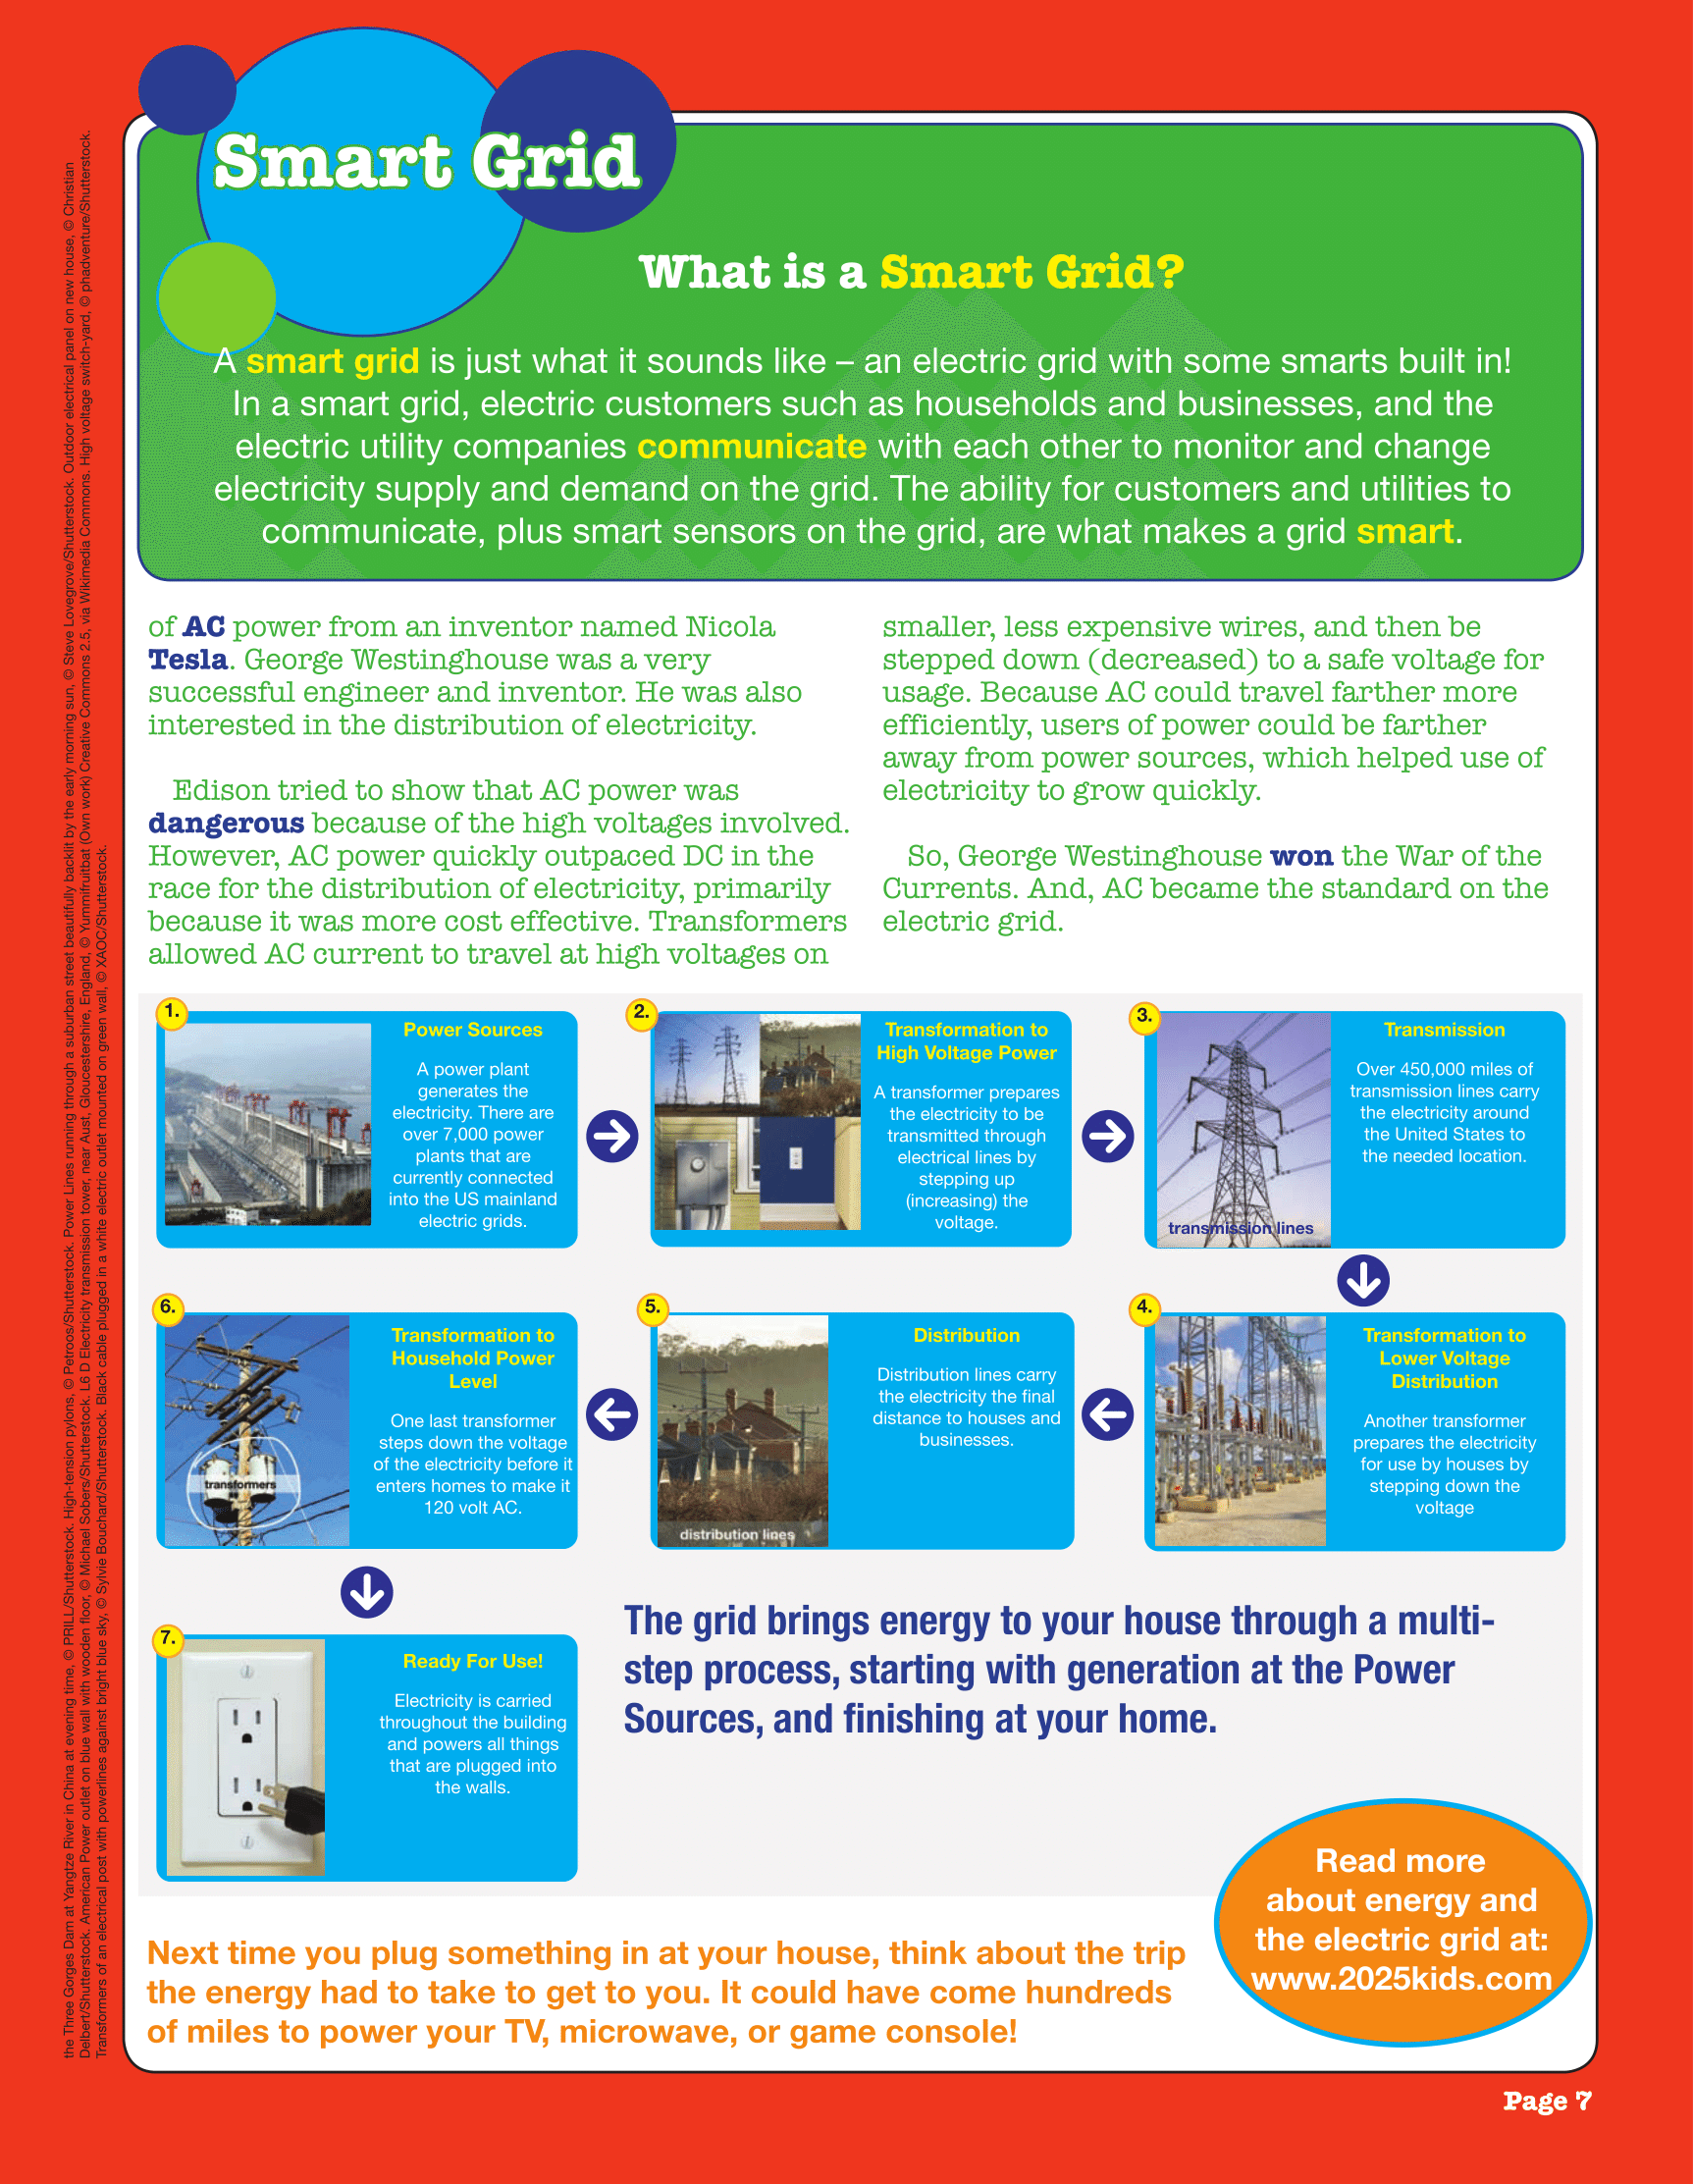 Smart Grid
What is a Smart Grid?
A smart grid is just what it sounds like – an electric grid with some smarts built in!
In a smart grid, electric customers such as households and businesses, and the
electric utility companies communicate with each other to monitor and change
electricity supply and demand on the grid. The ability for customers and utilities to
communicate, plus smart sensors on the grid, are what makes a grid smart.
of AC power from an inventor named Nicola
Tesla. George Westinghouse was a very
successful engineer and inventor. He was also
interested in the distribution of electricity.
Edison tried to show that AC power was
dangerous because of the high voltages involved.
However, AC power quickly outpaced DC in the
race for the distribution of electricity, primarily
because it was more cost effective. Transformers
allowed AC current to travel at high voltages on
smaller, less expensive wires, and then be
stepped down (decreased) to a safe voltage for
usage. Because AC could travel farther more
efficiently, users of power could be farther
away from power sources, which helped use of
electricity to grow quickly.
So, George Westinghouse won the War of the
Currents. And, AC became the standard on the
electric grid.
1.
Power Sources
A power plant
generates the
electricity. There are
over 7,000 power
plants that are
currently connected
into the US mainland
electric grids.
2.
Transformation to
High Voltage Power
A transformer prepares
the electricity to be
transmitted through
electrical lines by
stepping up
(increasing) the
voltage.
3.
Transmission
Over 450,000 miles of
transmission lines carry
the electricity around
the United States to
the needed location.
transmission lines
4.
Transformation to
Lower Voltage
Distribution
Another transformer
prepares the electricity
for use by houses by
stepping down the
voltage
5.
Distribution
Distribution lines carry
the electricity the final
distance to houses and
businesses.
distribution lines
6.
Transformation to
Household Power
Level
One last transformer
steps down the voltage
of the electricity before it
enters homes to make it
120 volt AC.
transformers
7.
Ready For Use!
Electricity is carried
throughout the building
and powers all things
that are plugged into
the walls.
The grid brings energy to your house through a multi-
step process, starting with generation at the Power
Sources, and finishing at your home.
Read more
about energy and
the electric grid at:
www.2025kids.com
Next time you plug something in at your house, think about the trip
the energy had to take to get to you. It could have come hundreds
of miles to power your TV, microwave, or game console!
Page 7
the Three Gorges Dam at Yangtze River in China at evening time, © PRILL/Shutterstock. High-tension pylons, © Petroos/Shutterstock. Power Lines running through a suburban street beautifully backlit by the early morning sun, © Steve Lovegrove/Shutterstock. Outdoor electrical panel on new house, © Christian
Delbert/Shutterstock. American Power outlet on blue wall with wooden floor, © Michael Sobers/Shutterstock. L6 D Electricity transmission tower, near Aust, Gloucestershire, England, © Yummifruitbat (Own work) Creative Commons 2.5, via Wikimedia Commons. High voltage switch-yard, © phadventure/Shutterstock.
Transformers of an electrical post with powerlines against bright blue sky, © Sylvie Bouchard/Shutterstock. Black cable plugged in a white electric outlet mounted on green wall, © XAOC/Shutterstock.